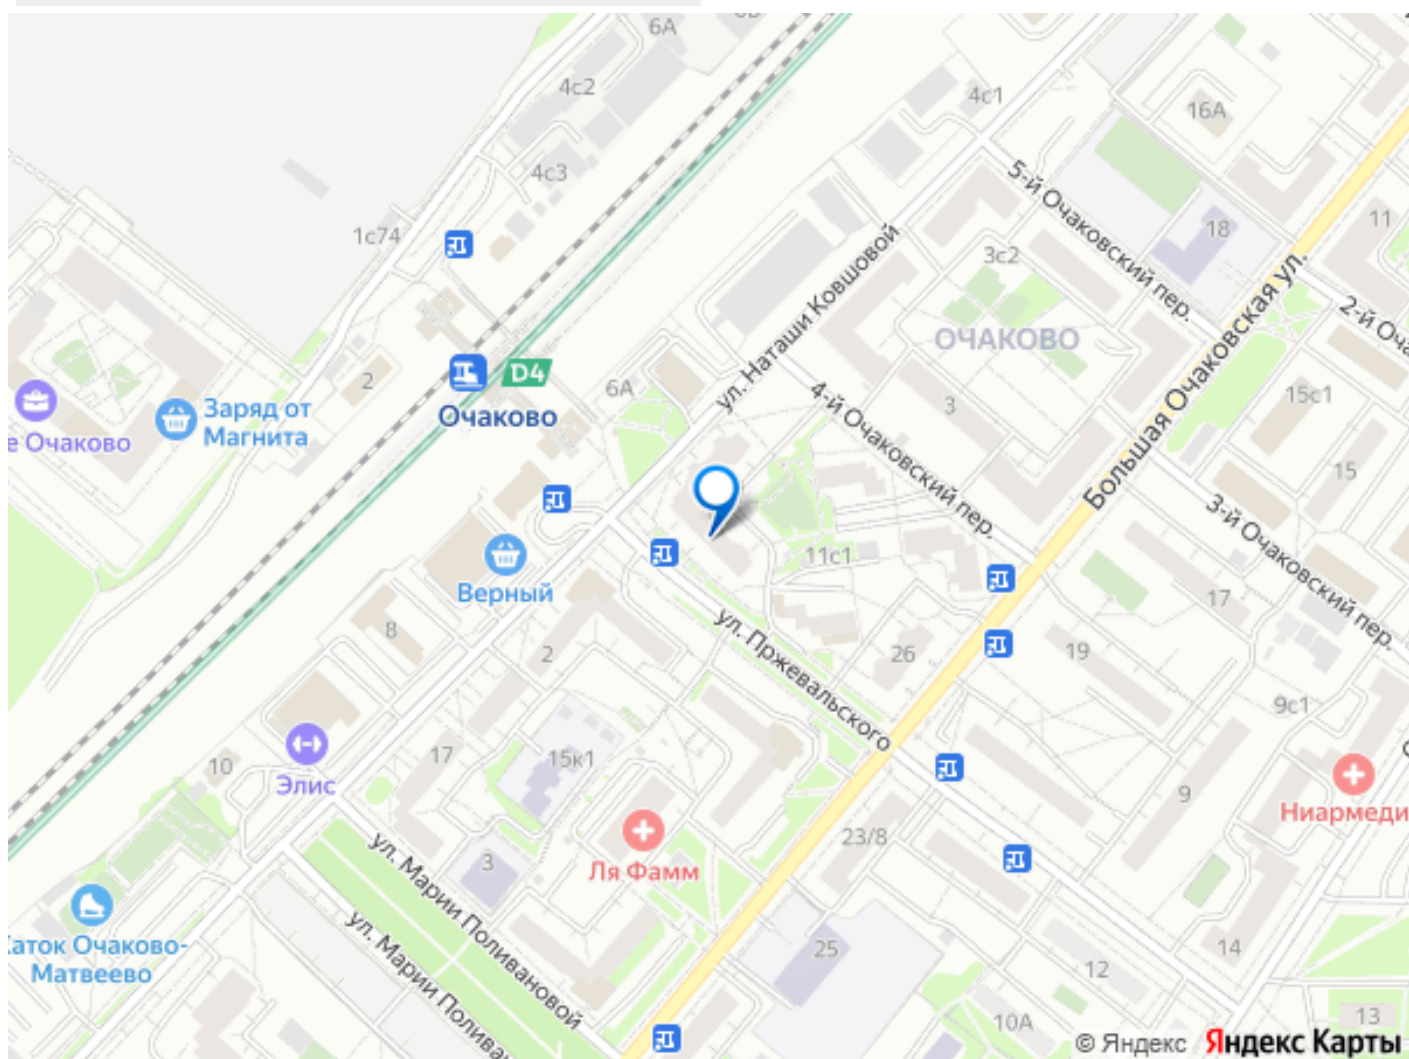 6А
4с2
4с1
16А
4с3
5-й Очаковский пер.
18
11
1с74
3с2
2-й Оча
ул. Наташи Ковшовой
ОЧАКОВО
Большая Очаковская ул.
D4
2
6А
Очаково
Заряд от
Магнита
е Очаково
3
4-й Очаковский пер.
15с1
15
3-й Очаковский пер.
11с1
Верный
17
8
2
ул. Пржевальского
26
19
9с1
17
15к1
10
Элис
9
Ниармеди
23/8
3
Ля Фамм
ул. Марии Поливановой
ул. Марии Поливан
Каток Очаково-
Матвеево
25
14
12
10А
13
© Яндекс Яндекс Карты